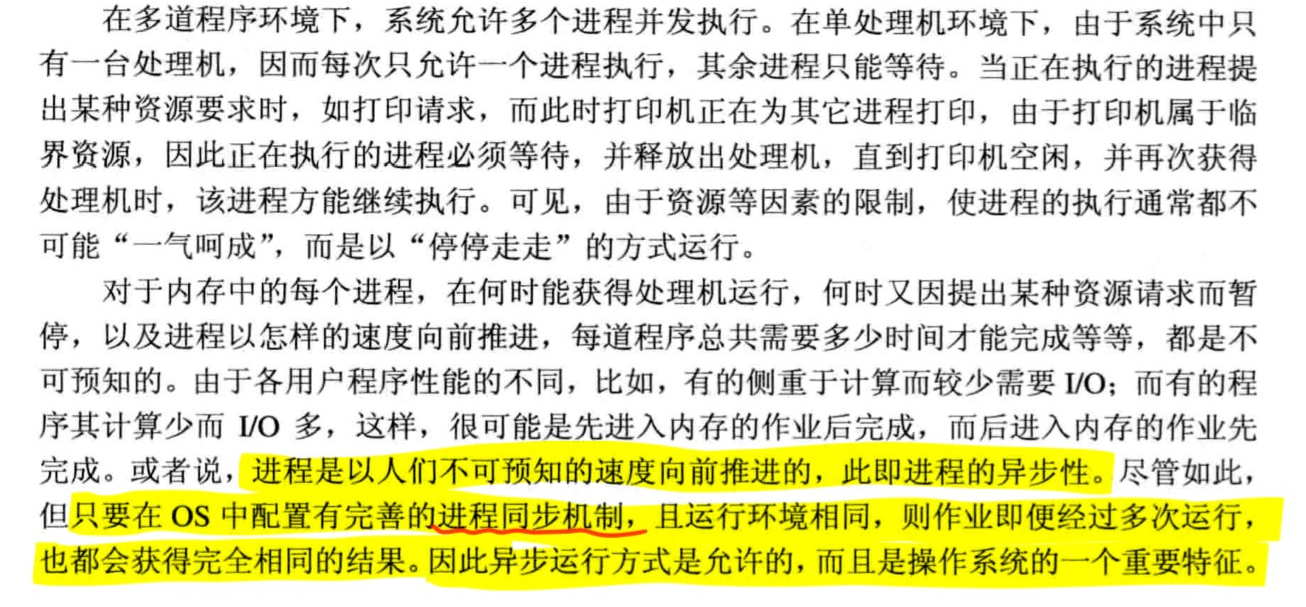 在多道程序环境下，系统允许多个进程并发执行。在单处理机环境下，由于系统中只
有一台处理机，因而每次只允许一个进程执行，其余进程只能等待。当正在执行的进程提
出某种资源要求时，如打印请求，而此时打印机正在为其它进程打印，由于打印机属于临
界资源，因此正在执行的进程必须等待，并释放出处理机，直到打印机空闲，并再次获得
处理机时，该进程方能继续执行。可见，由于资源等因素的限制，使进程的执行通常都不
可能“一气呵成”，而是以“停停走走”的方式运行。
对于内存中的每个进程，在何时能获得处理机运行，何时又因提出某种资源请求而暂
停，以及进程以怎样的速度向前推进，每道程序总共需要多少时间才能完成等等，都是不
可预知的。由于各用户程序性能的不同，比如，有的侧重于计算而较少需要 I/O；而有的程
序其计算少而 I/O 多，这样，很可能是先进入内存的作业后完成，而后进入内存的作业先
完成。或者说，进程是以人们不可预知的速度向前推进的，此即进程的异步性。尽管如此，
但只要在 OS 中配置有完善的进程同步机制，且运行环境相同，则作业即便经过多次运行，
也都会获得完全相同的结果。因此异步运行方式是允许的，而且是操作系统的一个重要特征。